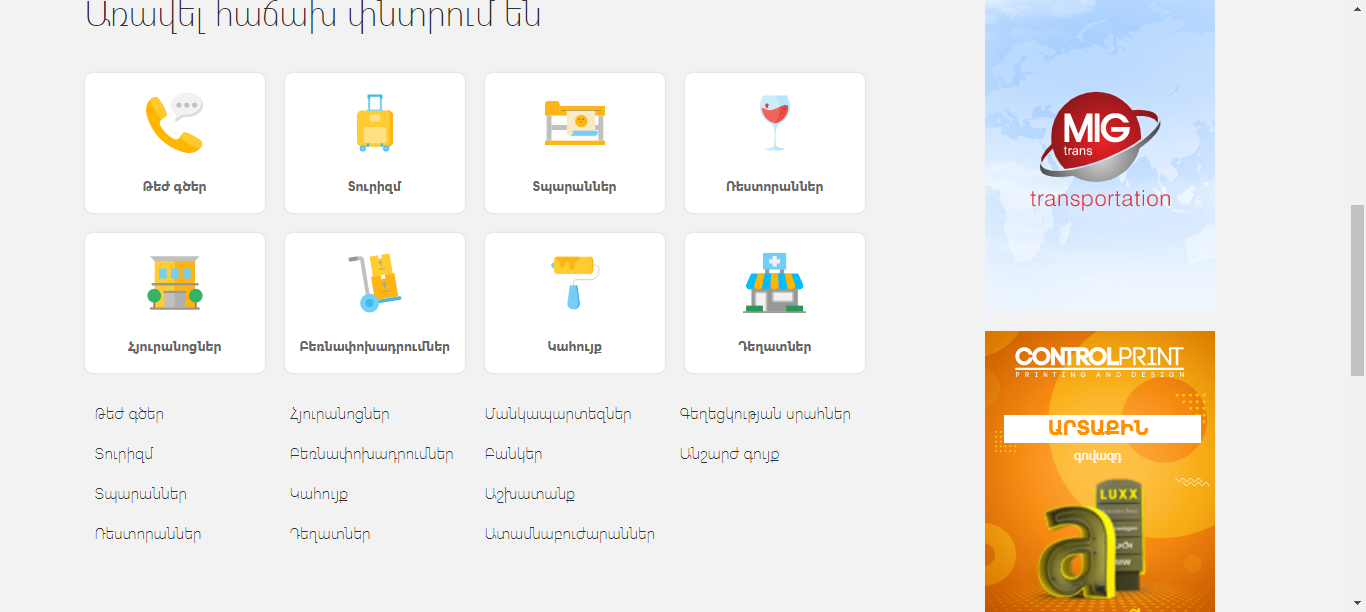 Առավել հաճախ փնտրում են
Թեժ գծեր
Տուրիզմ
Տպարաններ
Ռեստորաններ
Հյուրանոցներ
Բեռնափոխադրումներ
Կահույք
Դեղատներ
Թեժ գծեր
Հյուրանոցներ
Մանկապարտեզներ
Գեղեցկության սրահներ
Տուրիզմ
Բեռնափոխադրումներ
Բանկեր
Անշարժ գույք
Տպարաններ
Կահույք
Աշխատանք
Ռեստորաններ
Դեղատներ
Ատամնաբուժարաններ
MIG
trans
transportation
CONTROLPRINT
PRINTING AND DESIGN
ԱՐՏԱՔԻՆ
գովազդ
LUXX
a